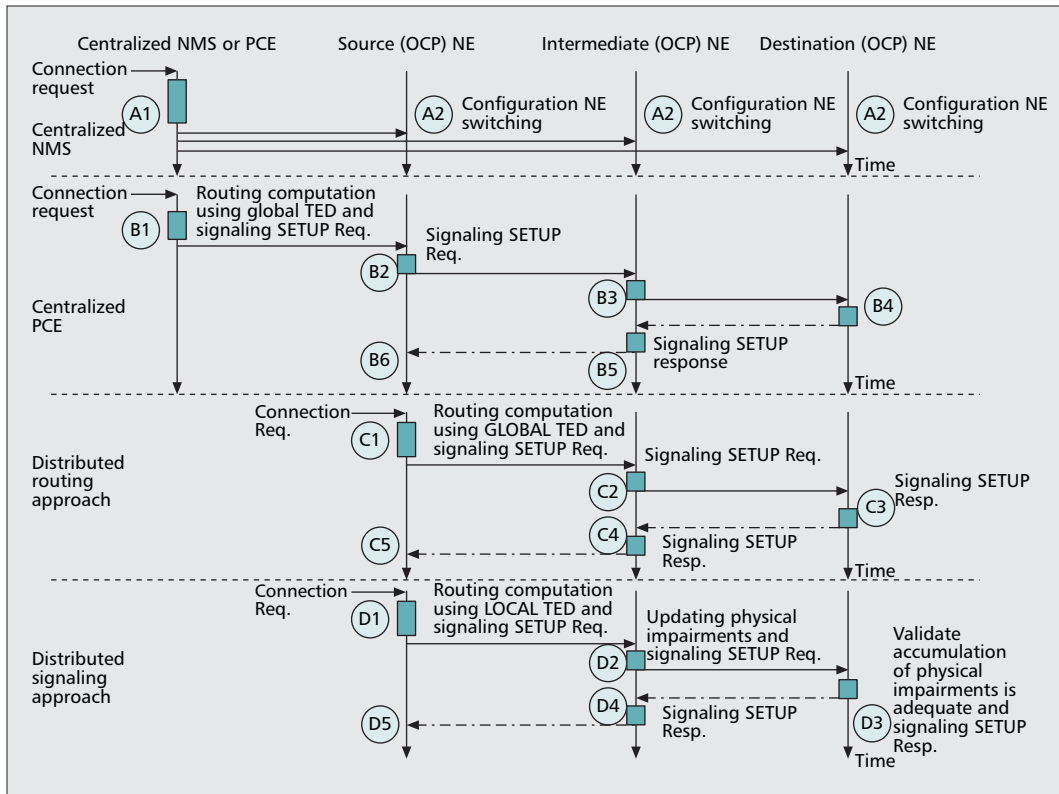 Centralized NMS or PCE
Source (OCP) NE
Intermediate (OCP) NE
Destination (OCP) NE
Connection
request
A1
Centralized
NMS
A2
Configuration NE
switching
A2
Configuration NE
switching
A2
Configuration NE
switching
Time
Connection
request
B1
Routing computation
using global TED and
signaling SETUP Req.
Signaling SETUP
Req.
B2
B3
B4
Centralized
PCE
Signaling SETUP
response
B6
B5
Time
Connection
Req.
C1
Routing computation
using GLOBAL TED and
signaling SETUP Req.
Signaling SETUP Req.
Distributed
routing
approach
C2
C3
Signaling SETUP
Resp.
C5
C4
Signaling SETUP
Resp.
Time
Connection
Req.
D1
Routing computation
using LOCAL TED and
signaling SETUP Req.
Updating physical
impairments and
signaling SETUP Req.
Distributed
signaling
approach
D2
Validate
accumulation
of physical
impairments is
adequate and
signaling SETUP
Resp.
D3
D5
D4
Signaling SETUP
Resp.
Time